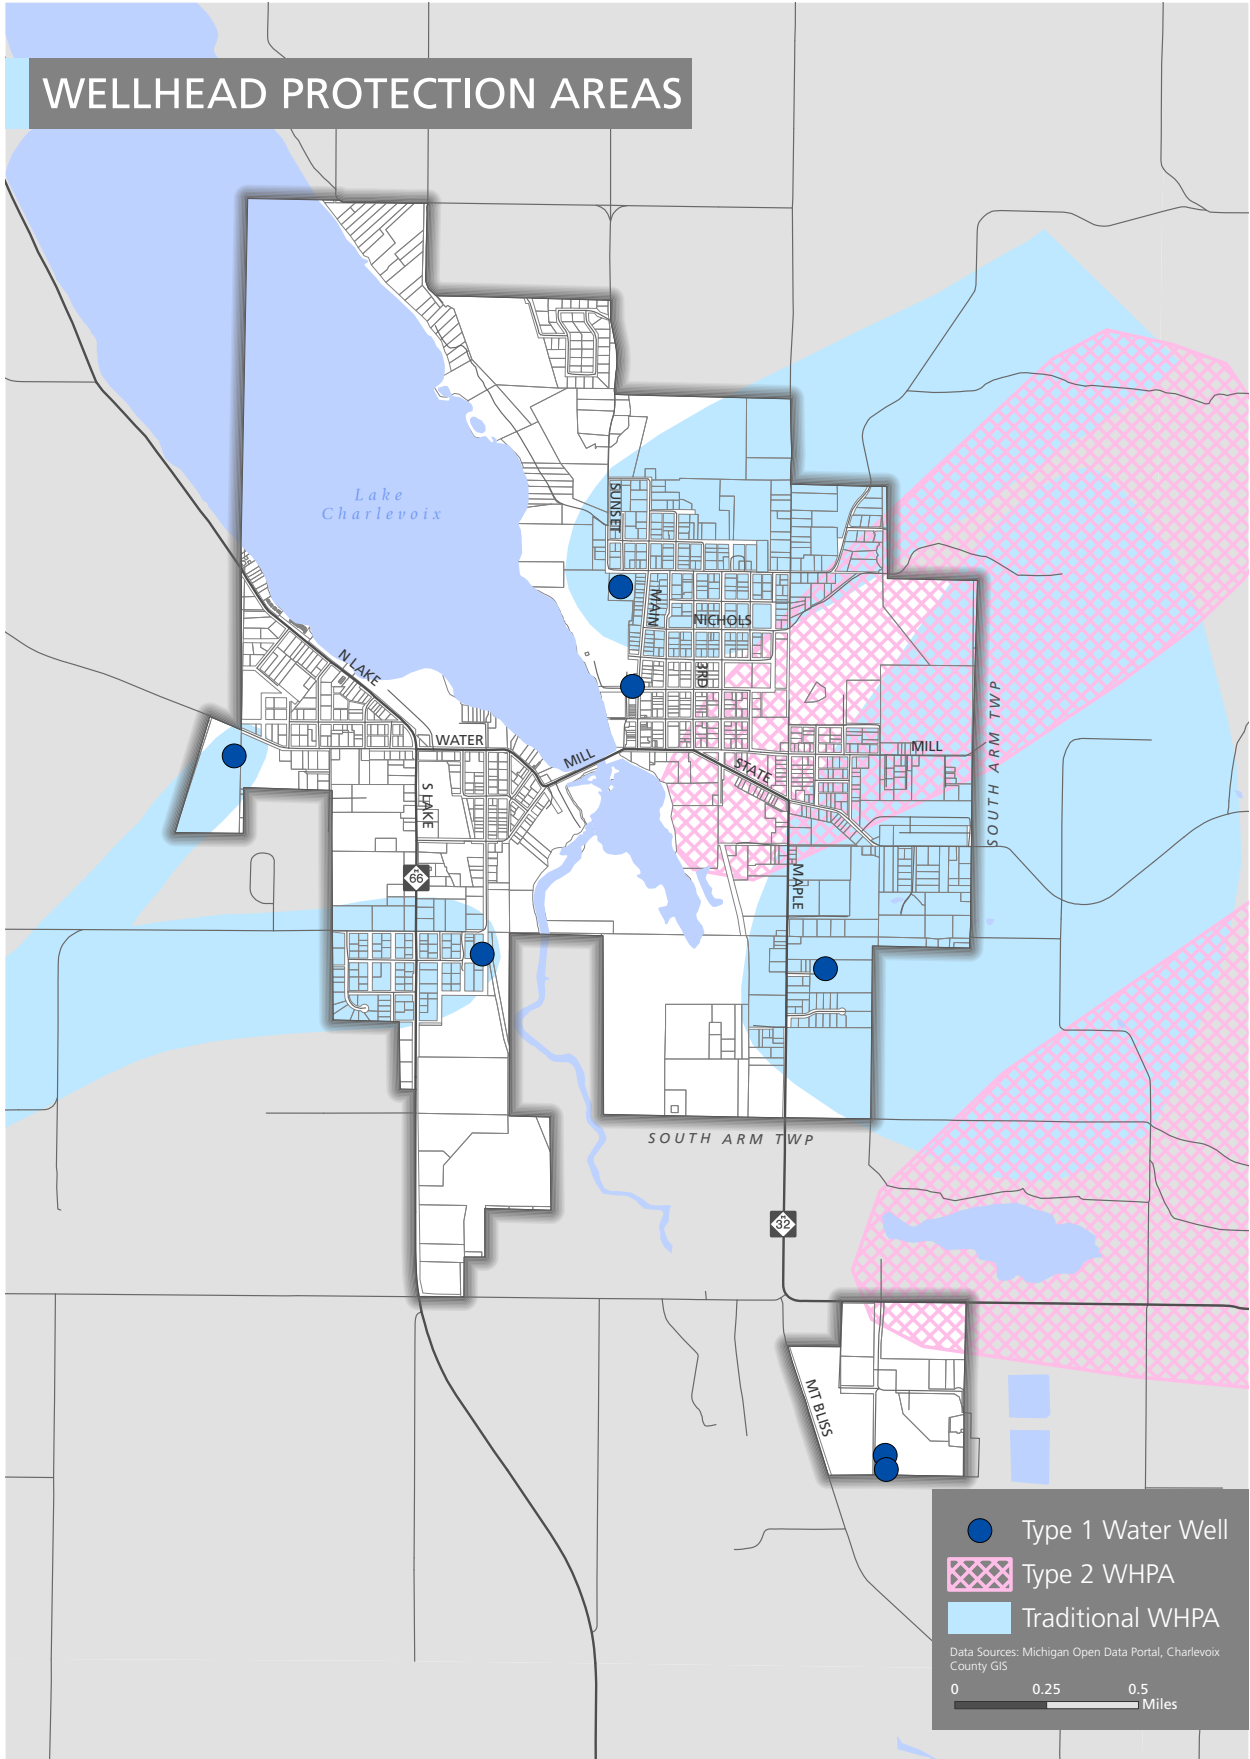 WELLHEAD PROTECTION AREAS
Lake
Charlevoix
SUNSET
MAIN
NICHOLS
3RD
N LAKE
SOUTH ARM TWP
WATER
MILL
MILL
STATE
S LAKE
M
66
MAPLE
SOUTH ARM TWP
M
32
MT BLISS
Type 1 Water Well
Type 2 WHPA
Traditional WHPA
Data Sources: Michigan Open Data Portal, Charlevoix
County GIS
0 0.25 0.5
Miles